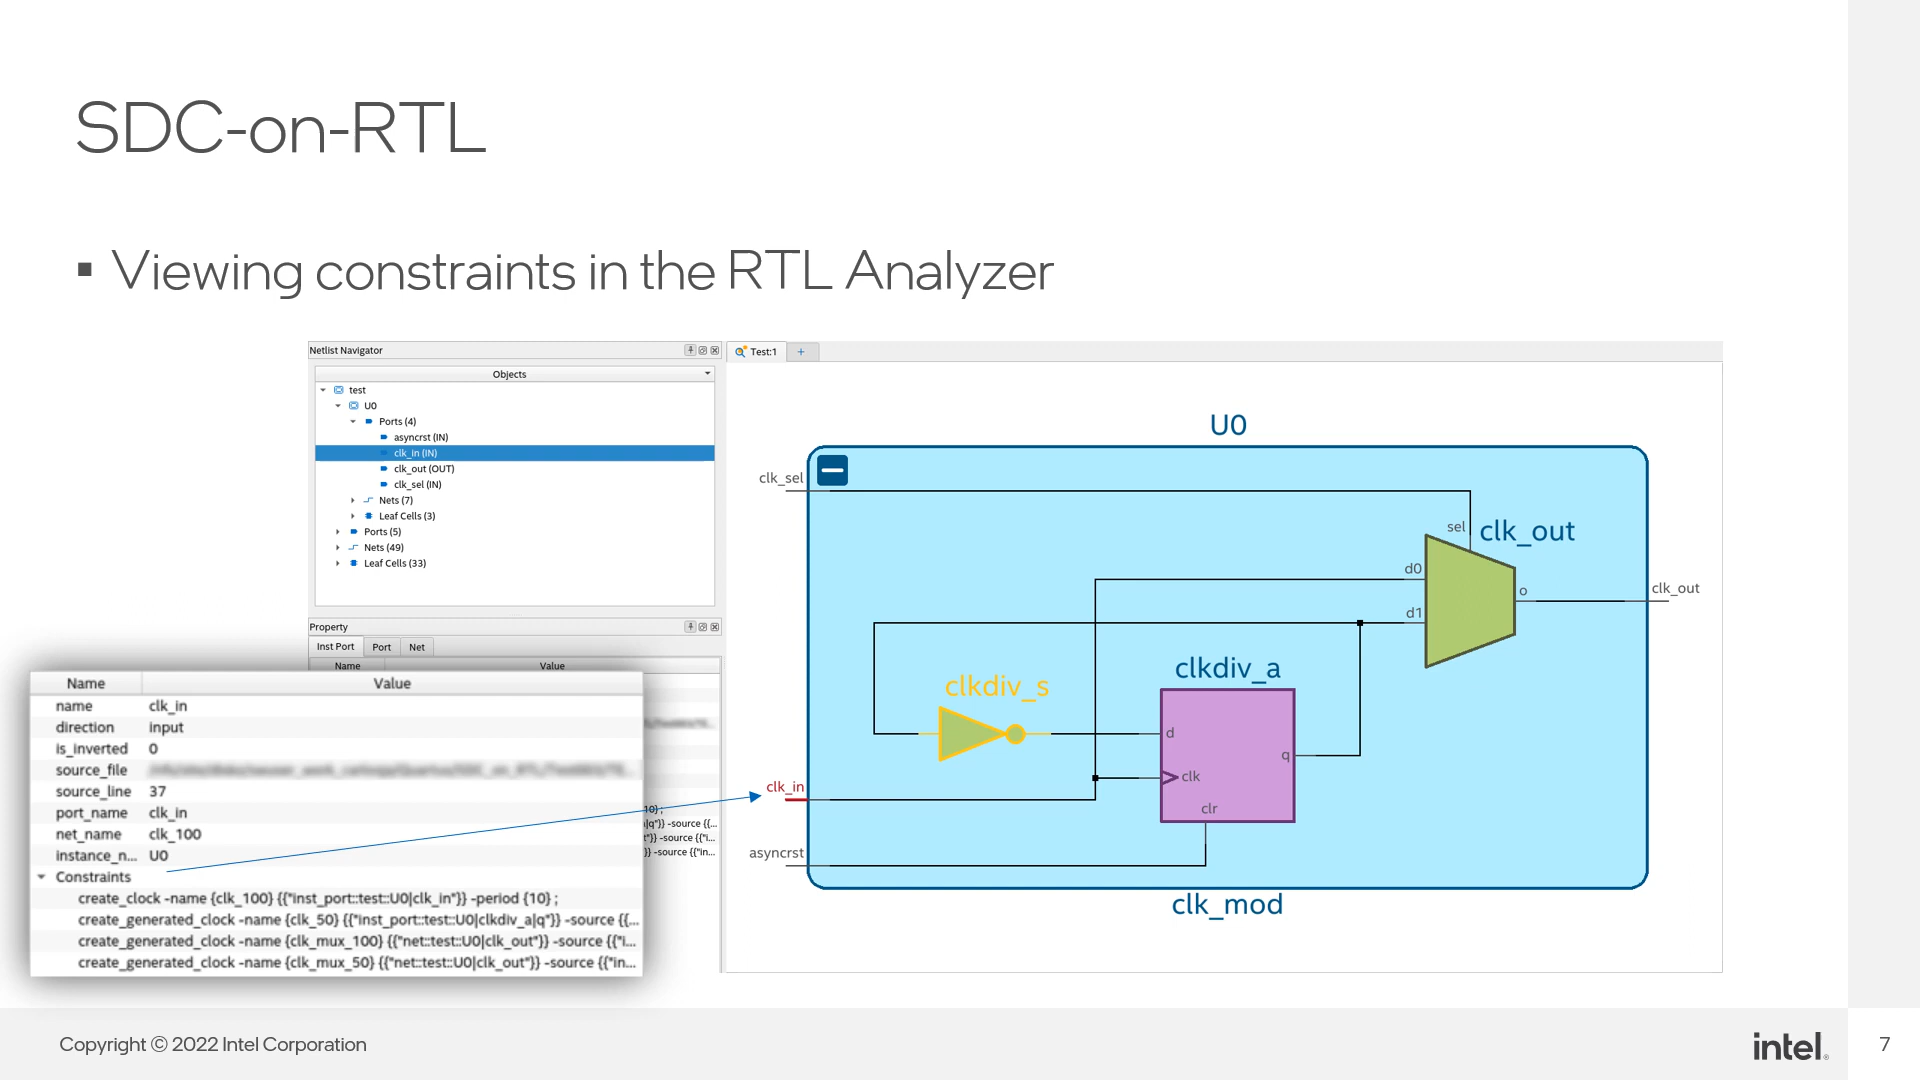 SDC-on-RTL
▪ Viewing constraints in the RTL Analyzer
Netlist Navigator
Objects
test
U0
Ports (4)
asyncrst (IN)
clk_in (IN)
clk_out (OUT)
clk_sel (IN)
Nets (7)
Leaf Cells (3)
Ports (5)
Nets (49)
Leaf Cells (33)
Property
Inst Port Port Net
Name Value
Name Value
name clk_in
direction input
is_inverted 0
source_file
source_line 37
port_name clk_in
net_name clk_100
instance_n... U0
Constraints
create_clock -name {clk_100} {{"inst_port::test::U0|clk_in"}} -period {10} ;
create_generated_clock -name {clk_50} {{"inst_port::test::U0|clkdiv_a|q"}} -source {{...
create_generated_clock -name {clk_mux_100} {{"net::test::U0|clk_out"}} -source {{"i...
create_generated_clock -name {clk_mux_50} {{"net::test::U0|clk_out"}} -source {{"in...
10} ;
|q"}} -source {{...
"}} -source {{"i...
}} -source {{"in...
Test:1 +
U0
clk_sel
sel
clk_out
d0
o
clk_out
d1
clkdiv_a
clkdiv_s
d
q
clk
clk_in
clr
asyncrst
clk_mod
Copyright © 2022 Intel Corporation
intel.
7